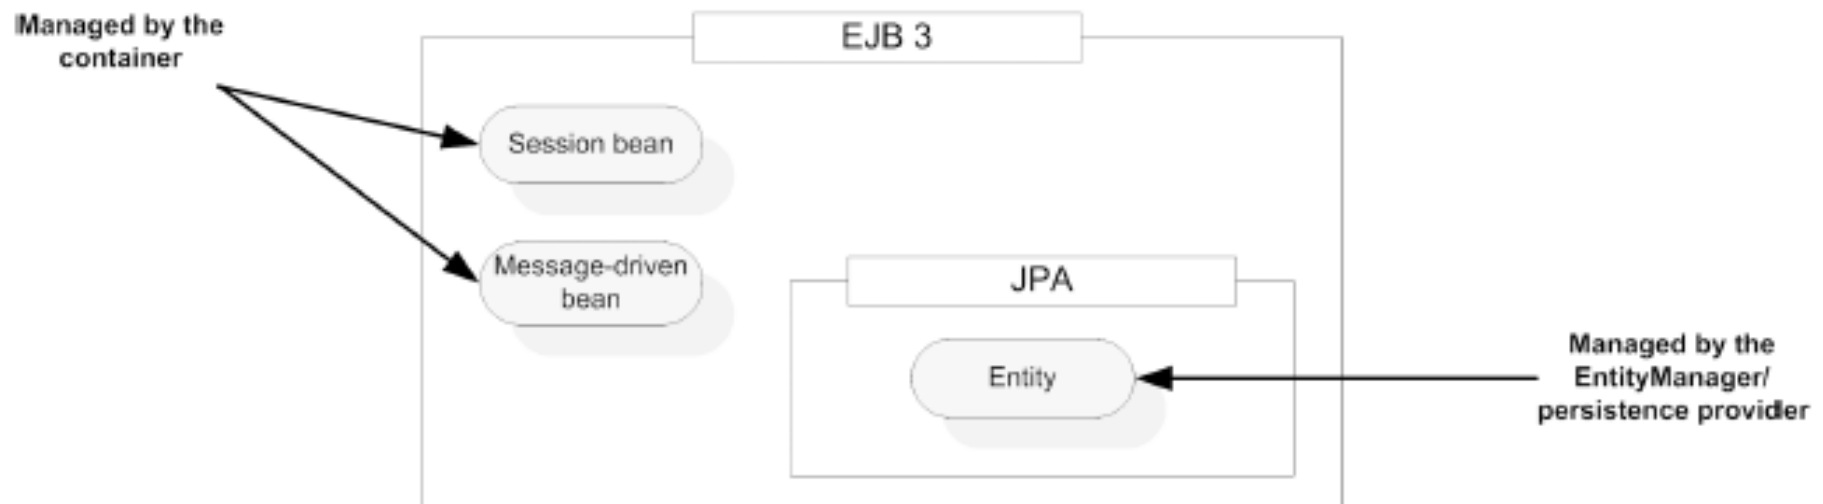 Managed by the
container
EJB 3
Session bean
Message-driven
bean
JPA
Entity
Managed by the
EntityManager/
persistence provider